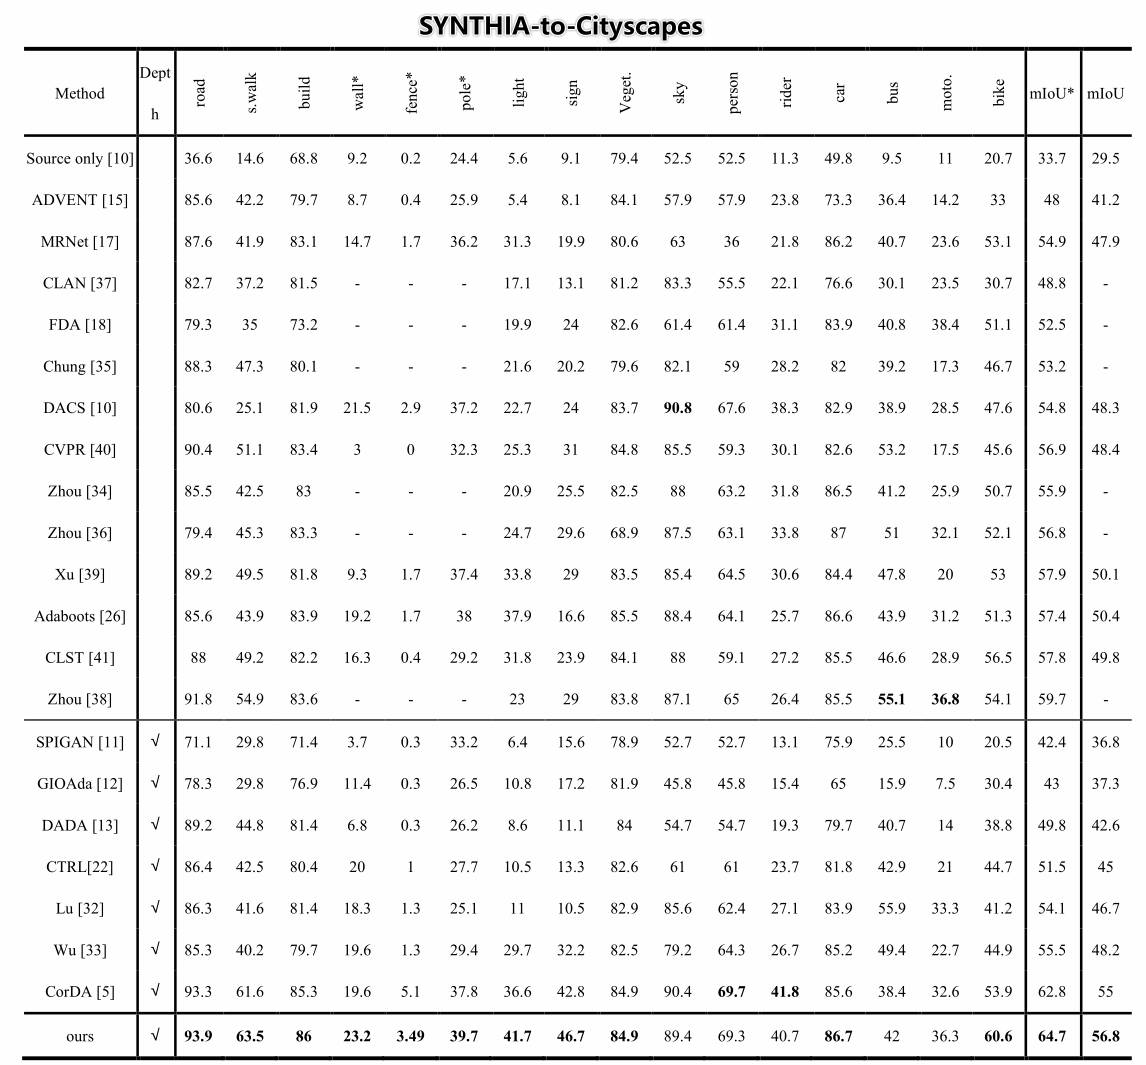 SYNTHIA-to-Cityscapes
Method Dept h road s.walk build wall* fence* pole* light sign Veget. sky person rider car bus moto. bike mIoU* mIoU
Source only [10] 36.6 14.6 68.8 9.2 0.2 24.4 5.6 9.1 79.4 52.5 52.5 11.3 49.8 9.5 11 20.7 33.7 29.5
ADVENT [15] 85.6 42.2 79.7 8.7 0.4 25.9 5.4 8.1 84.1 57.9 57.9 23.8 73.3 36.4 14.2 33 48 41.2
MRNet [17] 87.6 41.9 83.1 14.7 1.7 36.2 31.3 19.9 80.6 63 36 21.8 86.2 40.7 23.6 53.1 54.9 47.9
CLAN [37] 82.7 37.2 81.5 - - - 17.1 13.1 81.2 83.3 55.5 22.1 76.6 30.1 23.5 30.7 48.8 -
FDA [18] 79.3 35 73.2 - - - 19.9 24 82.6 61.4 61.4 31.1 83.9 40.8 38.4 51.1 52.5 -
Chung [35] 88.3 47.3 80.1 - - - 21.6 20.2 79.6 82.1 59 28.2 82 39.2 17.3 46.7 53.2 -
DACS [10] 80.6 25.1 81.9 21.5 2.9 37.2 22.7 24 83.7 90.8 67.6 38.3 82.9 38.9 28.5 47.6 54.8 48.3
CVPR [40] 90.4 51.1 83.4 3 0 32.3 25.3 31 84.8 85.5 59.3 30.1 82.6 53.2 17.5 45.6 56.9 48.4
Zhou [34] 85.5 42.5 83 - - - 20.9 25.5 82.5 88 63.2 31.8 86.5 41.2 25.9 50.7 55.9 -
Zhou [36] 79.4 45.3 83.3 - - - 24.7 29.6 68.9 87.5 63.1 33.8 87 51 32.1 52.1 56.8 -
Xu [39] 89.2 49.5 81.8 9.3 1.7 37.4 33.8 29 83.5 85.4 64.5 30.6 84.4 47.8 20 53 57.9 50.1
Adaboots [26] 85.6 43.9 83.9 19.2 1.7 38 37.9 16.6 85.5 88.4 64.1 25.7 86.6 43.9 31.2 51.3 57.4 50.4
CLST [41] 88 49.2 82.2 16.3 0.4 29.2 31.8 23.9 84.1 88 59.1 27.2 85.5 46.6 28.9 56.5 57.8 49.8
Zhou [38] 91.8 54.9 83.6 - - - 23 29 83.8 87.1 65 26.4 85.5 55.1 36.8 54.1 59.7 -
SPIGAN [11] √ 71.1 29.8 71.4 3.7 0.3 33.2 6.4 15.6 78.9 52.7 52.7 13.1 75.9 25.5 10 20.5 42.4 36.8
GIOAda [12] √ 78.3 29.8 76.9 11.4 0.3 26.5 10.8 17.2 81.9 45.8 45.8 15.4 65 15.9 7.5 30.4 43 37.3
DADA [13] √ 89.2 44.8 81.4 6.8 0.3 26.2 8.6 11.1 84 54.7 54.7 19.3 79.7 40.7 14 38.8 49.8 42.6
CTRL[22] √ 86.4 42.5 80.4 20 1 27.7 10.5 13.3 82.6 61 61 23.7 81.8 42.9 21 44.7 51.5 45
Lu [32] √ 86.3 41.6 81.4 18.3 1.3 25.1 11 10.5 82.9 85.6 62.4 27.1 83.9 55.9 33.3 41.2 54.1 46.7
Wu [33] √ 85.3 40.2 79.7 19.6 1.3 29.4 29.7 32.2 82.5 79.2 64.3 26.7 85.2 49.4 22.7 44.9 55.5 48.2
CorDA [5] √ 93.3 61.6 85.3 19.6 5.1 37.8 36.6 42.8 84.9 90.4 69.7 41.8 85.6 38.4 32.6 53.9 62.8 55
ours √ 93.9 63.5 86 23.2 3.49 39.7 41.7 46.7 84.9 89.4 69.3 40.7 86.7 42 36.3 60.6 64.7 56.8